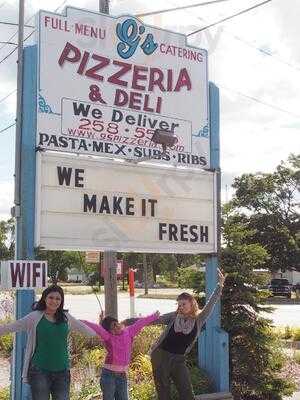 FULL MENU G's CATERING
PIZZERIA
& DELI
We Deliver
PASTA·MEX·SUBS·RIBS
WE
MAKE IT
FRESH
WIFI